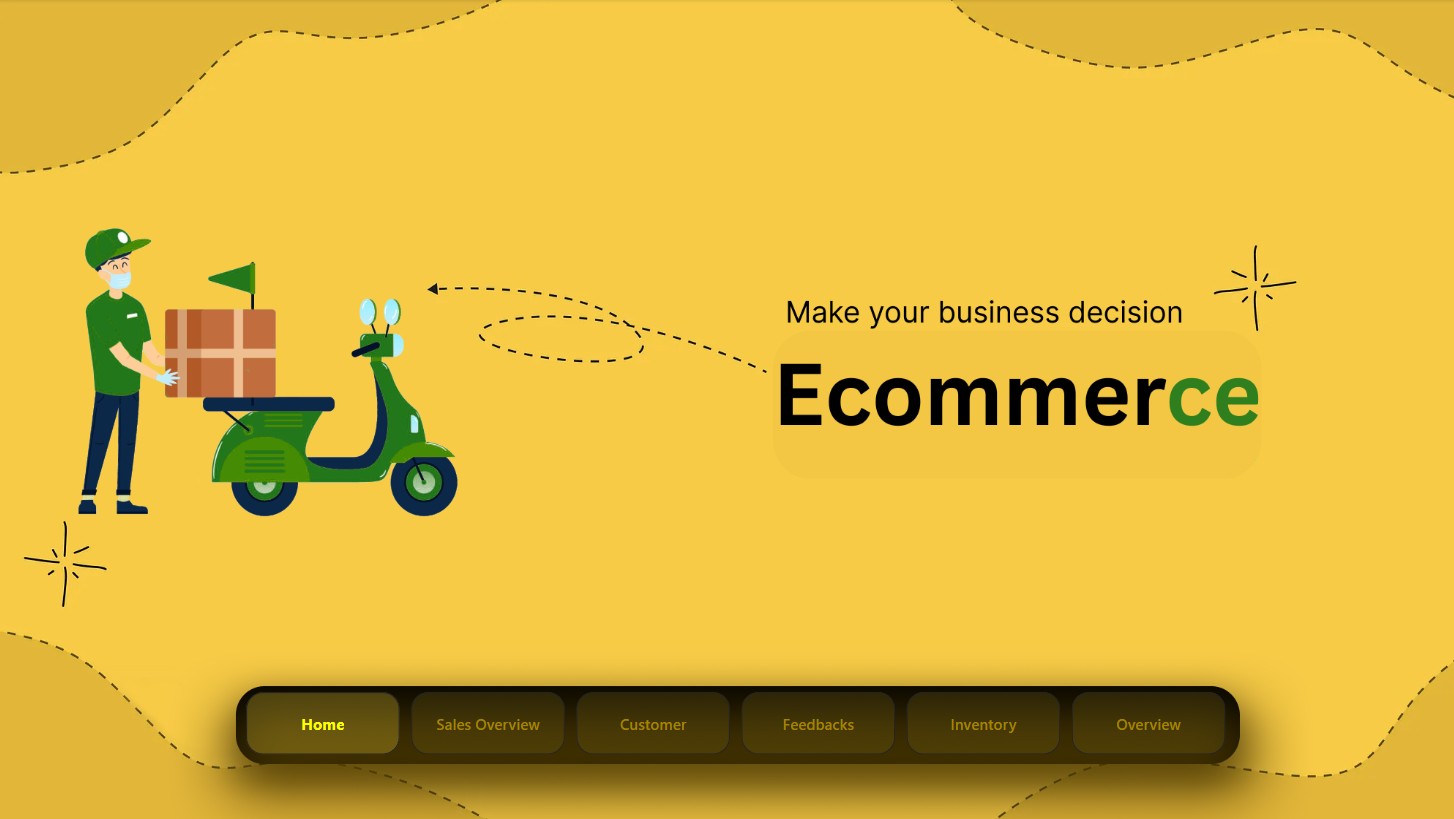 Make your business decision
Ecommerce
Home
Sales Overview
Customer
Feedbacks
Inventory
Overview